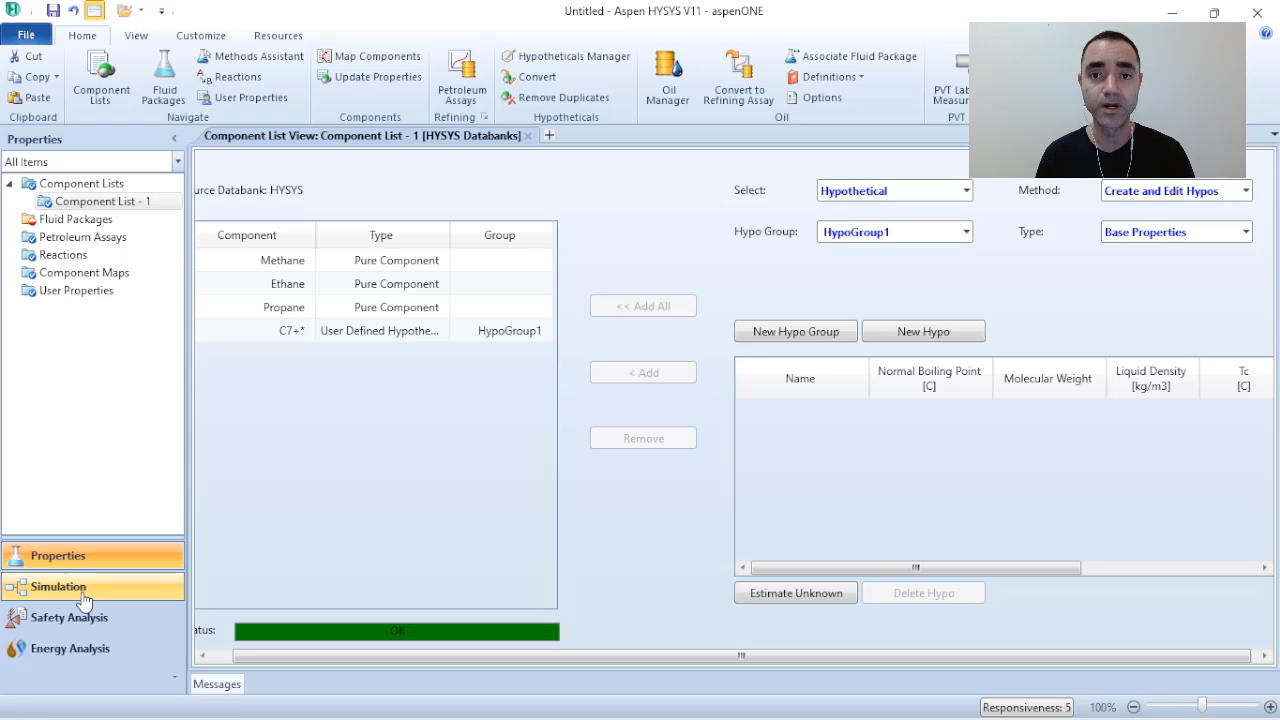 Untitled - Aspen HYSYS V11 - aspenONE
File Home View Customize Resources
Cut
Copy
Paste
Clipboard
Component Lists
Fluid Packages
Methods Assistant
Reactions
User Properties
Navigate
Map Components
Update Properties
Components
Petroleum Assays
Refining
Hypotheticals Manager
Convert
Remove Duplicates
Hypotheticals
Oil Manager
Convert to Refining Assay
Associate Fluid Package
Definitions
Options
Oil
PVT La
Measu
PVT
Properties
All Items
Component Lists
Component List - 1
Fluid Packages
Petroleum Assays
Reactions
Component Maps
User Properties
Properties
Simulation
Safety Analysis
Energy Analysis
Component List View: Component List - 1 [HYSYS Databanks]
urce Databank: HYSYS
Component Type Group
Methane Pure Component
Ethane Pure Component
Propane Pure Component
C7+* User Defined Hypothe... HypoGroup1
<< Add All
< Add
Remove
Select: Hypothetical Method: Create and Edit Hypos
Hypo Group: HypoGroup1 Type: Base Properties
New Hypo Group New Hypo
Name Normal Boiling Point [C] Molecular Weight Liquid Density [kg/m3] Tc [C]
Estimate Unknown Delete Hypo
atus: OK
Messages
Responsiveness: 5 100%